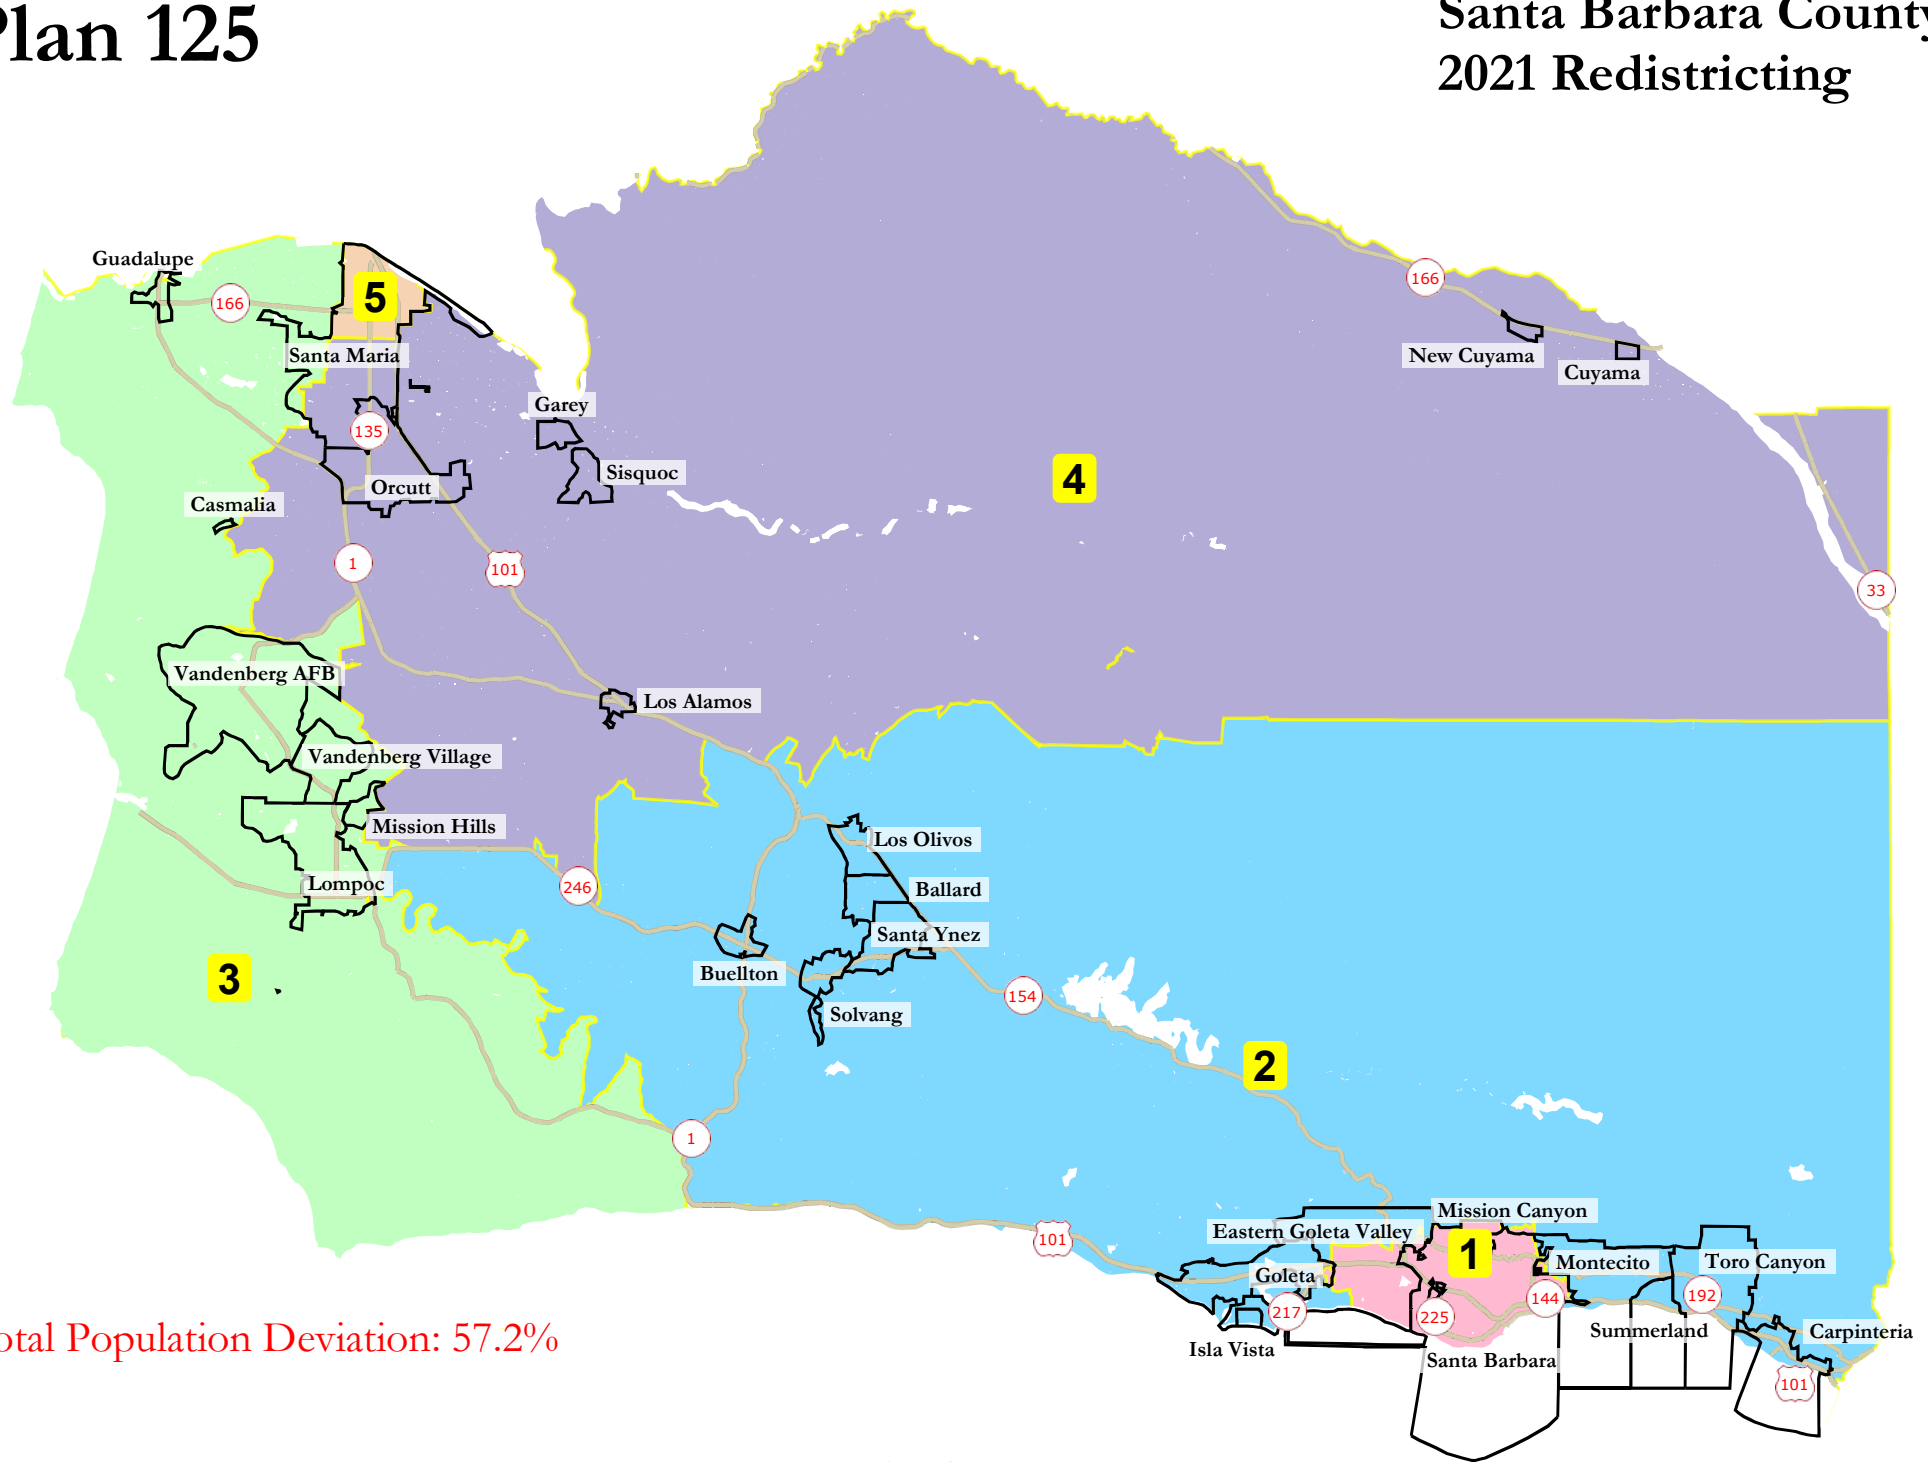 Plan 125
Santa Barbara County
2021 Redistricting
Guadalupe
166
5
Santa Maria
166
New Cuyama
Cuyama
Garey
135
Sisquoc
4
Orcutt
Casmalia
1
101
33
Vandenberg AFB
Los Alamos
Vandenberg Village
Mission Hills
Los Olivos
Lompoc
246
Ballard
Santa Ynez
Buellton
3
154
Solvang
2
1
Mission Canyon
Eastern Goleta Valley
101
1
Montecito
Toro Canyon
Goleta
217
225
144
192
Summerland
Carpinteria
Isla Vista
Santa Barbara
101
otal Population Deviation: 57.2%